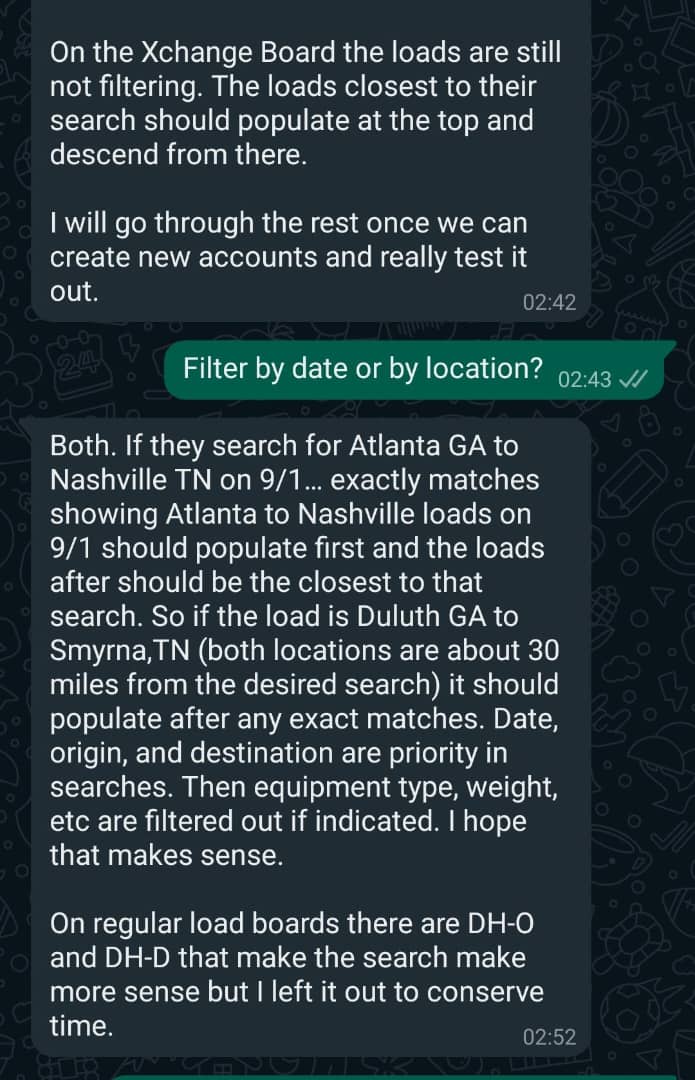 On the Xchange Board the loads are still
not filtering. The loads closest to their
search should populate at the top and
descend from there.
I will go through the rest once we can
create new accounts and really test it
out.
02:42
Filter by date or by location?
02:43
Both. If they search for Atlanta GA to
Nashville TN on 9/1... exactly matches
showing Atlanta to Nashville loads on
9/1 should populate first and the loads
after should be the closest to that
search. So if the load is Duluth GA to
Smyrna,TN (both locations are about 30
miles from the desired search) it should
populate after any exact matches. Date,
origin, and destination are priority in
searches. Then equipment type, weight,
etc are filtered out if indicated. I hope
that makes sense.
On regular load boards there are DH-O
and DH-D that make the search make
more sense but I left it out to conserve
time.
02:52